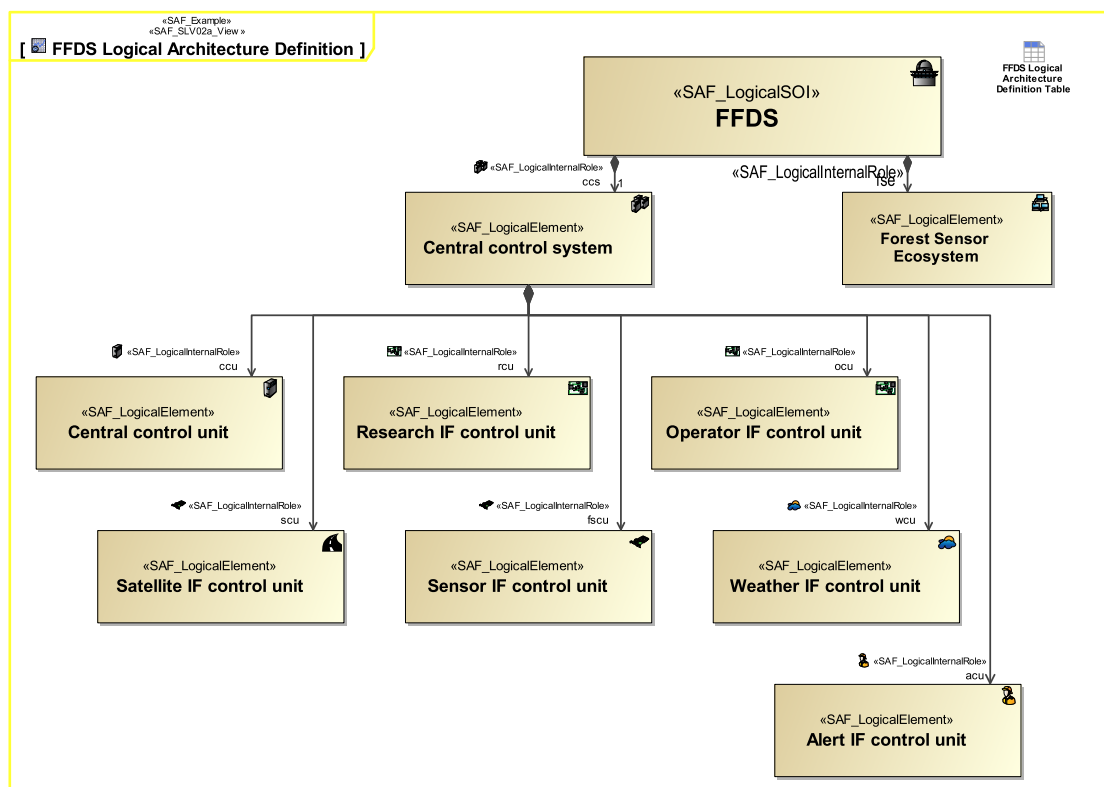 «SAF_Example»
«SAF_SLV02a_View »
[ FFDS Logical Architecture Definition ]
FFDS Logical
Architecture
Definition Table
«SAF_LogicalSOI»
FFDS
«SAF_LogicalInternalRole»
ccs
1
«SAF_LogicalInternalRole»
fse
«SAF_LogicalElement»
Central control system
«SAF_LogicalElement»
Forest Sensor
Ecosystem
«SAF_LogicalInternalRole»
ccu
«SAF_LogicalInternalRole»
rcu
«SAF_LogicalInternalRole»
ocu
«SAF_LogicalElement»
Central control unit
«SAF_LogicalElement»
Research IF control unit
«SAF_LogicalElement»
Operator IF control unit
«SAF_LogicalInternalRole»
scu
«SAF_LogicalInternalRole»
fscu
«SAF_LogicalInternalRole»
wcu
«SAF_LogicalElement»
Satellite IF control unit
«SAF_LogicalElement»
Sensor IF control unit
«SAF_LogicalElement»
Weather IF control unit
«SAF_LogicalInternalRole»
acu
«SAF_LogicalElement»
Alert IF control unit